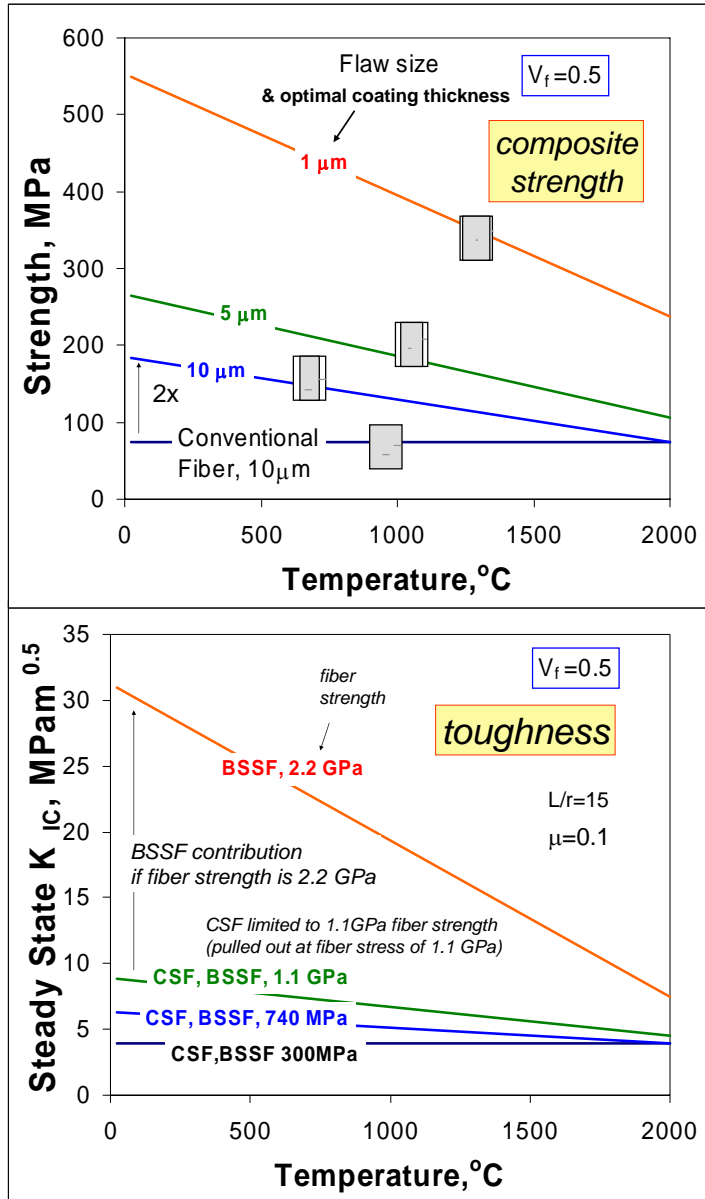 600
500
400
300
200
100
0
Strength, MPa
Flaw size
& optimal coating thickness
V_f=0.5
composite
strength
1 μm
5 μm
10 μm
2x
Conventional
Fiber, 10μm
0 500 1000 1500 2000
Temperature,°C
35
30
25
20
15
10
5
0
Steady State K_IC, MPam^0.5
V_f=0.5
fiber
strength
toughness
BSSF, 2.2 GPa
L/r=15
μ=0.1
BSSF contribution
if fiber strength is 2.2 GPa
CSF limited to 1.1GPa fiber strength
(pulled out at fiber stress of 1.1 GPa)
CSF, BSSF, 1.1 GPa
CSF, BSSF, 740 MPa
CSF,BSSF 300MPa
0 500 1000 1500 2000
Temperature,°C